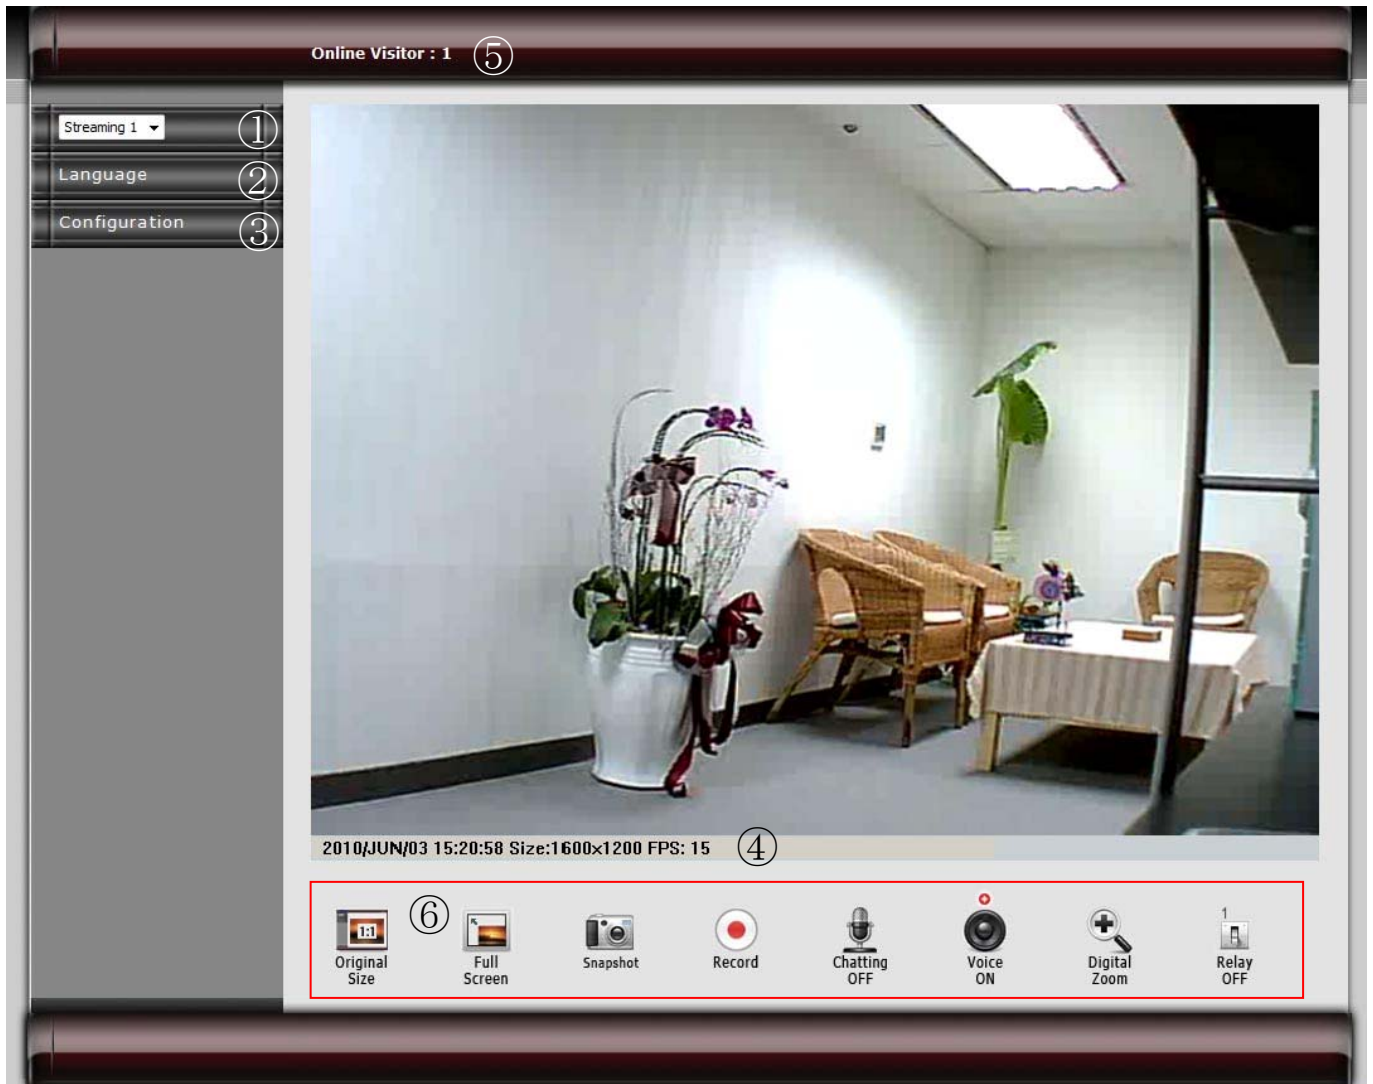 Online Visitor : 1 ⑤
Streaming 1 ①
Language ②
Configuration ③
2010/JUN/03 15:20:58 Size:1600x1200 FPS: 15 ④
⑥
1:1
Original
Size
Full
Screen
Snapshot
Record
Chatting
OFF
Voice
ON
Digital
Zoom
1
Relay
OFF